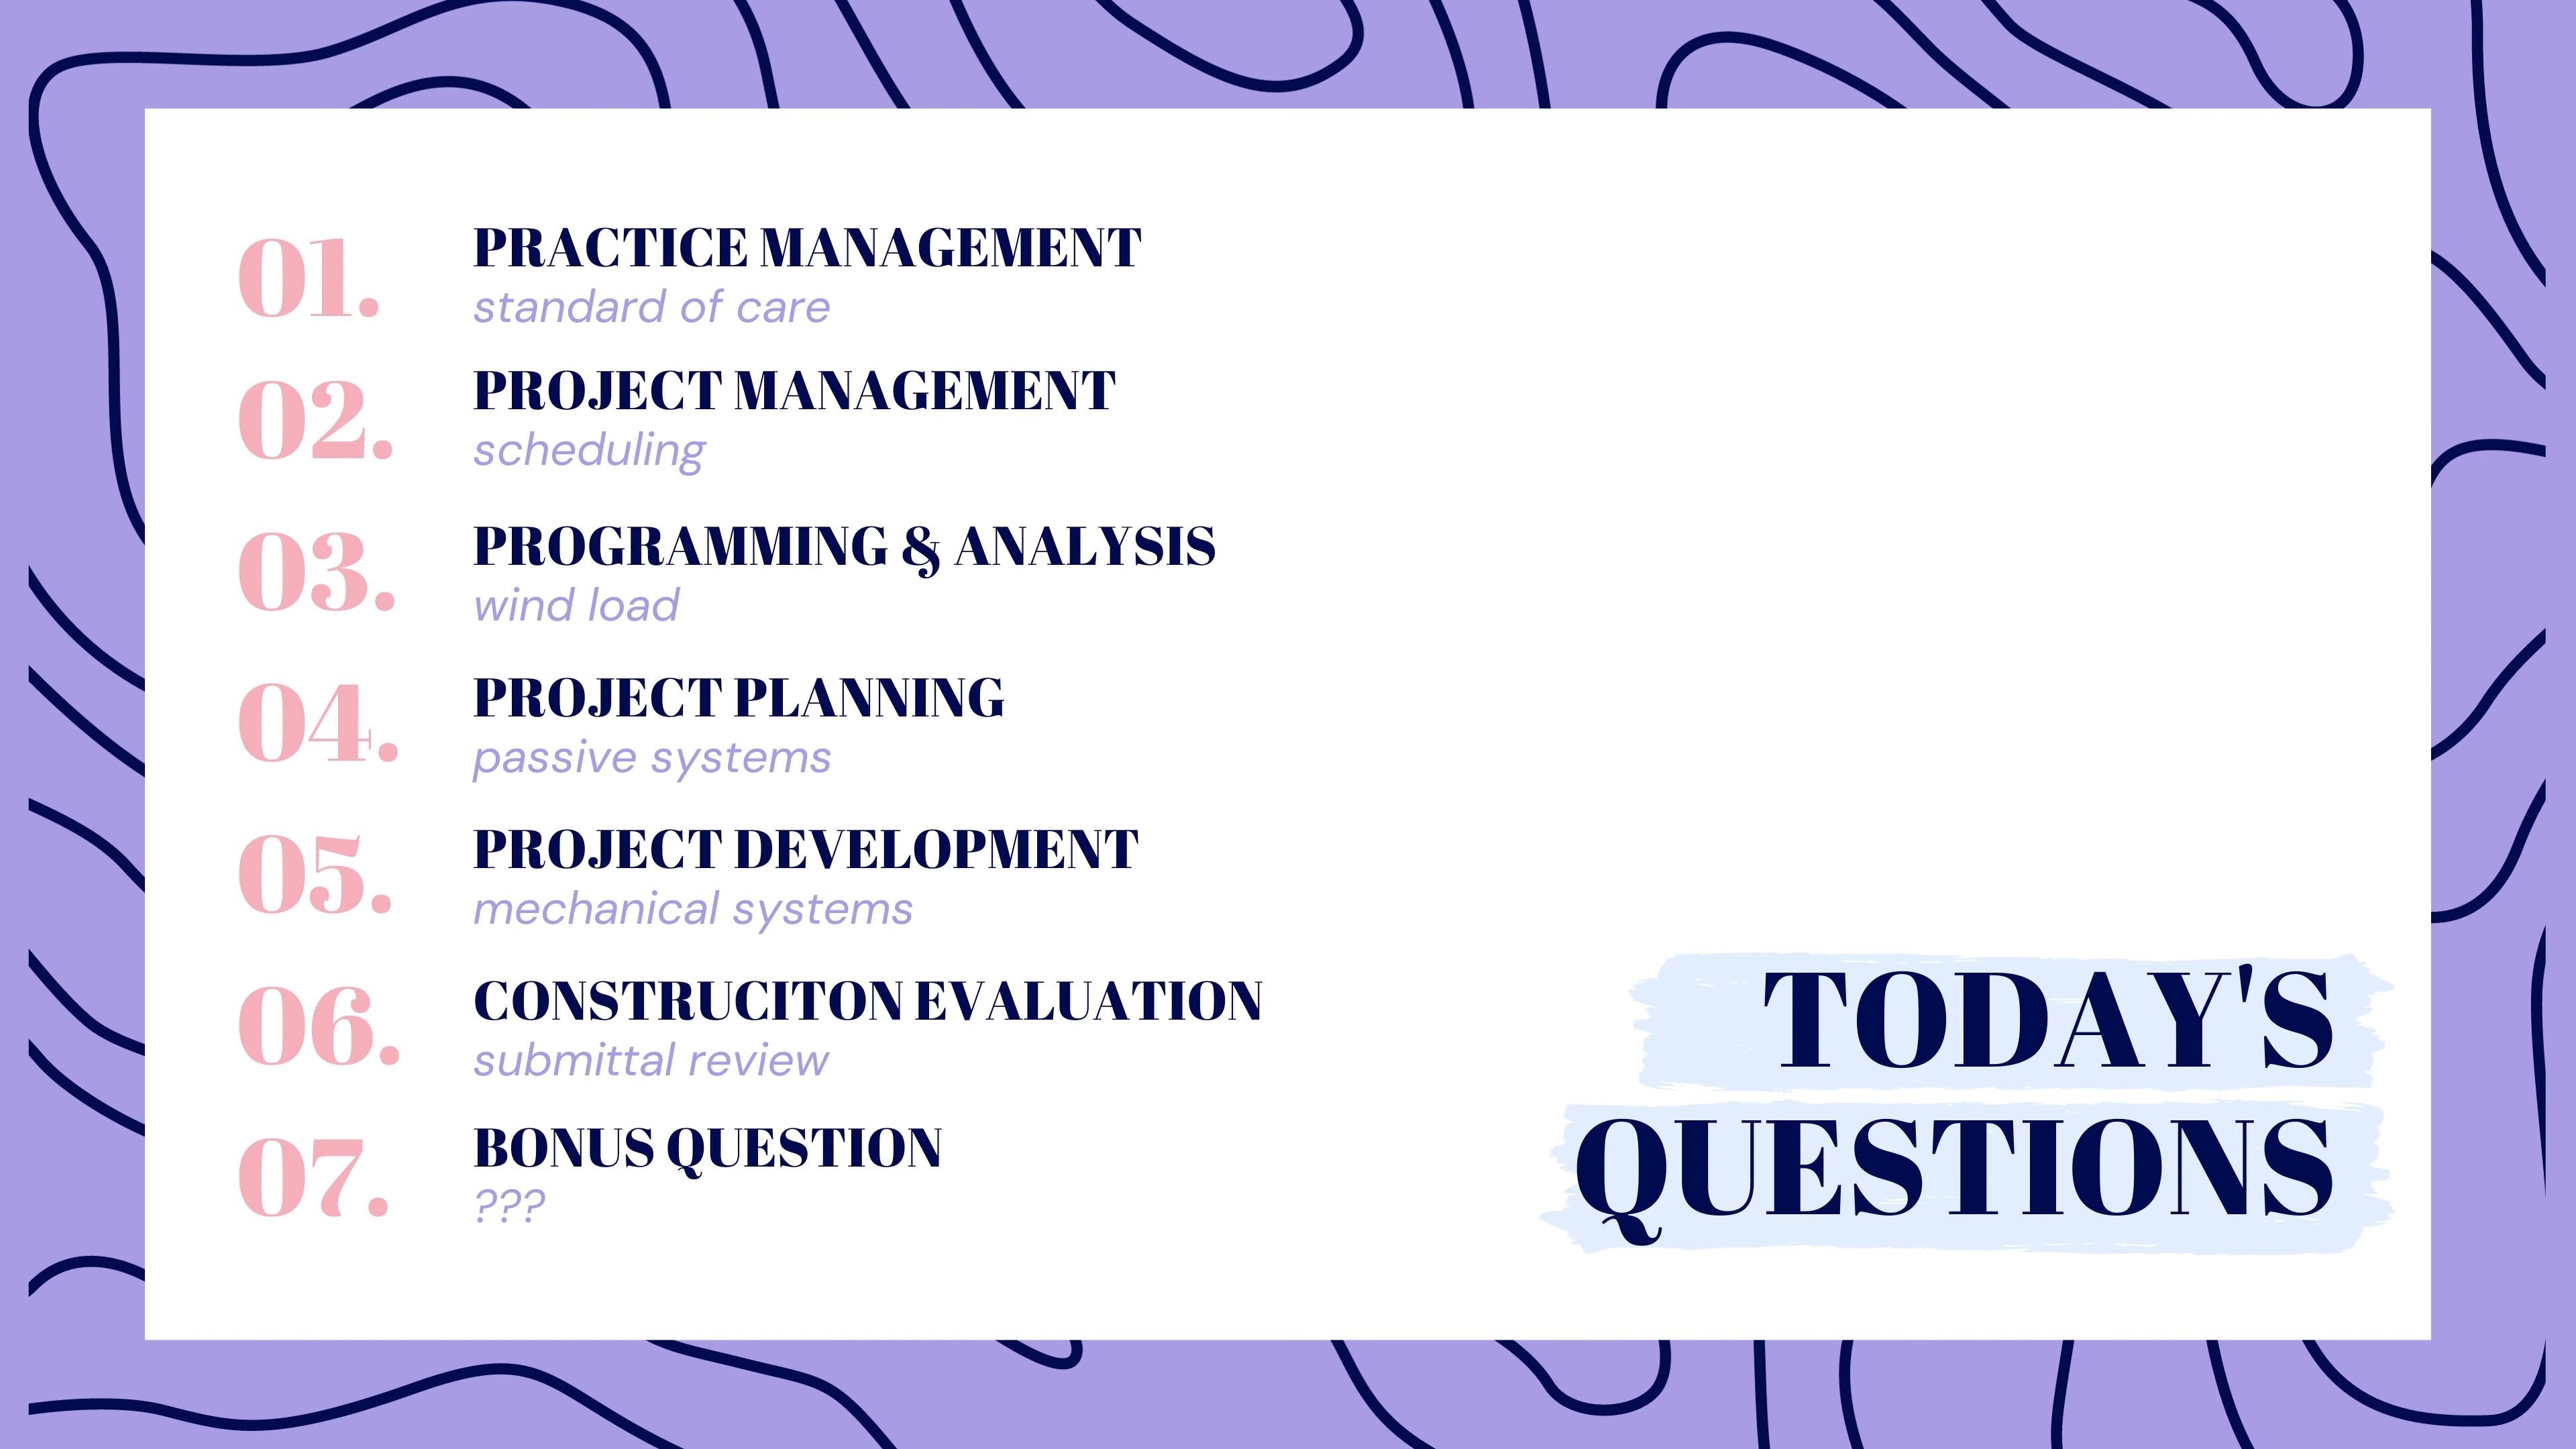 01.
PRACTICE MANAGEMENT
standard of care
02.
PROJECT MANAGEMENT
scheduling
03.
PROGRAMMING & ANALYSIS
wind load
04.
PROJECT PLANNING
passive systems
05.
PROJECT DEVELOPMENT
mechanical systems
06.
CONSTRUCITON EVALUATION
submittal review
07.
BONUS QUESTION
???
TODAY'S
QUESTIONS